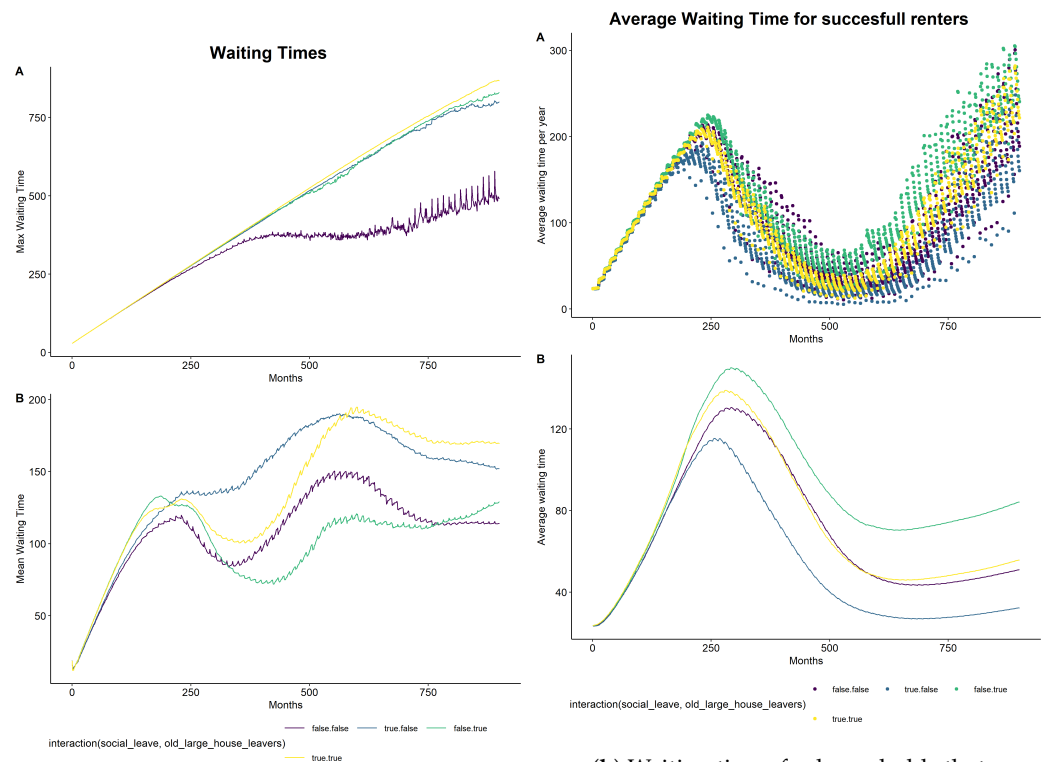 Waiting Times
A
750
500
250
0
Max Waiting Time
0 250 500 750
Months
B
200
150
100
50
Mean Waiting Time
0 250 500 750
Months
interaction(social_leave, old_large_house_leavers)
false.false true.false false.true
true.true
Average Waiting Time for succesfull renters
A
300
200
100
0
Average waiting time per year
0 250 500 750
Months
B
120
80
40
Average waiting time
0 250 500 750
Months
false.false true.false false.true
interaction(social_leave, old_large_house_leavers)
true.true